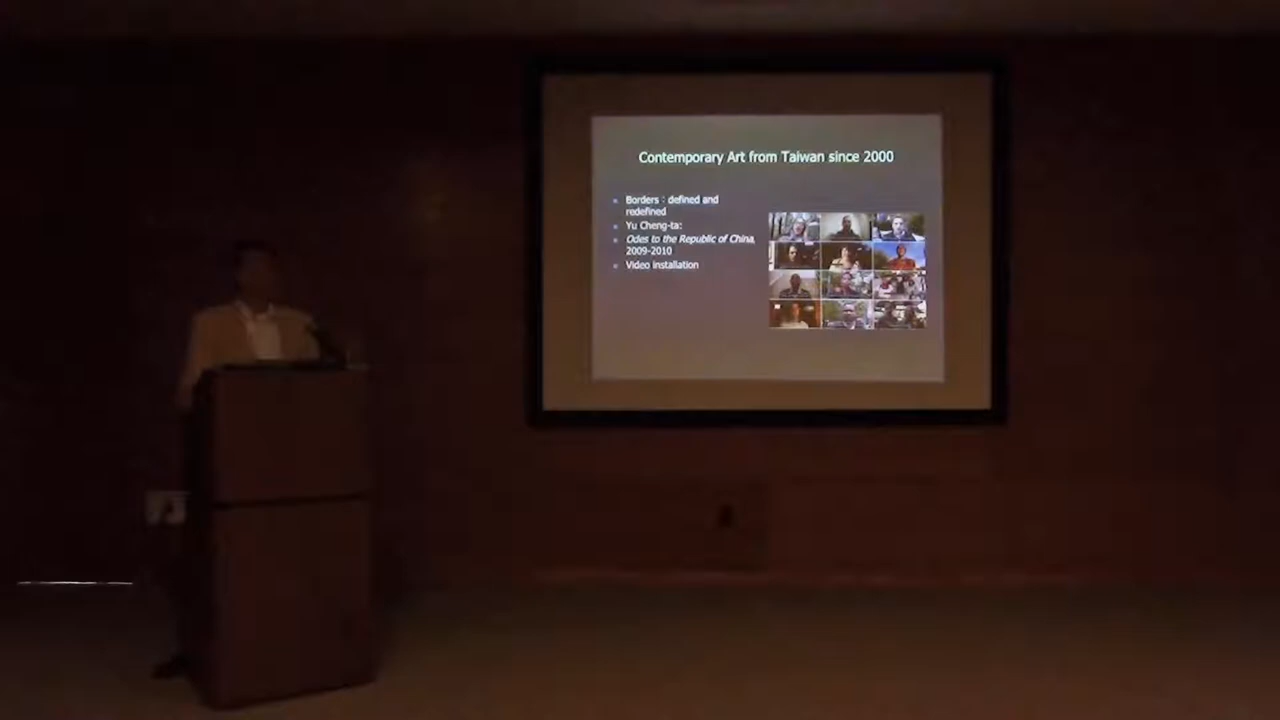 Contemporary Art from Taiwan since 2000
Borders：defined and
redefined
Yu Cheng-ta:
Odes to the Republic of China,
2009-2010
Video installation